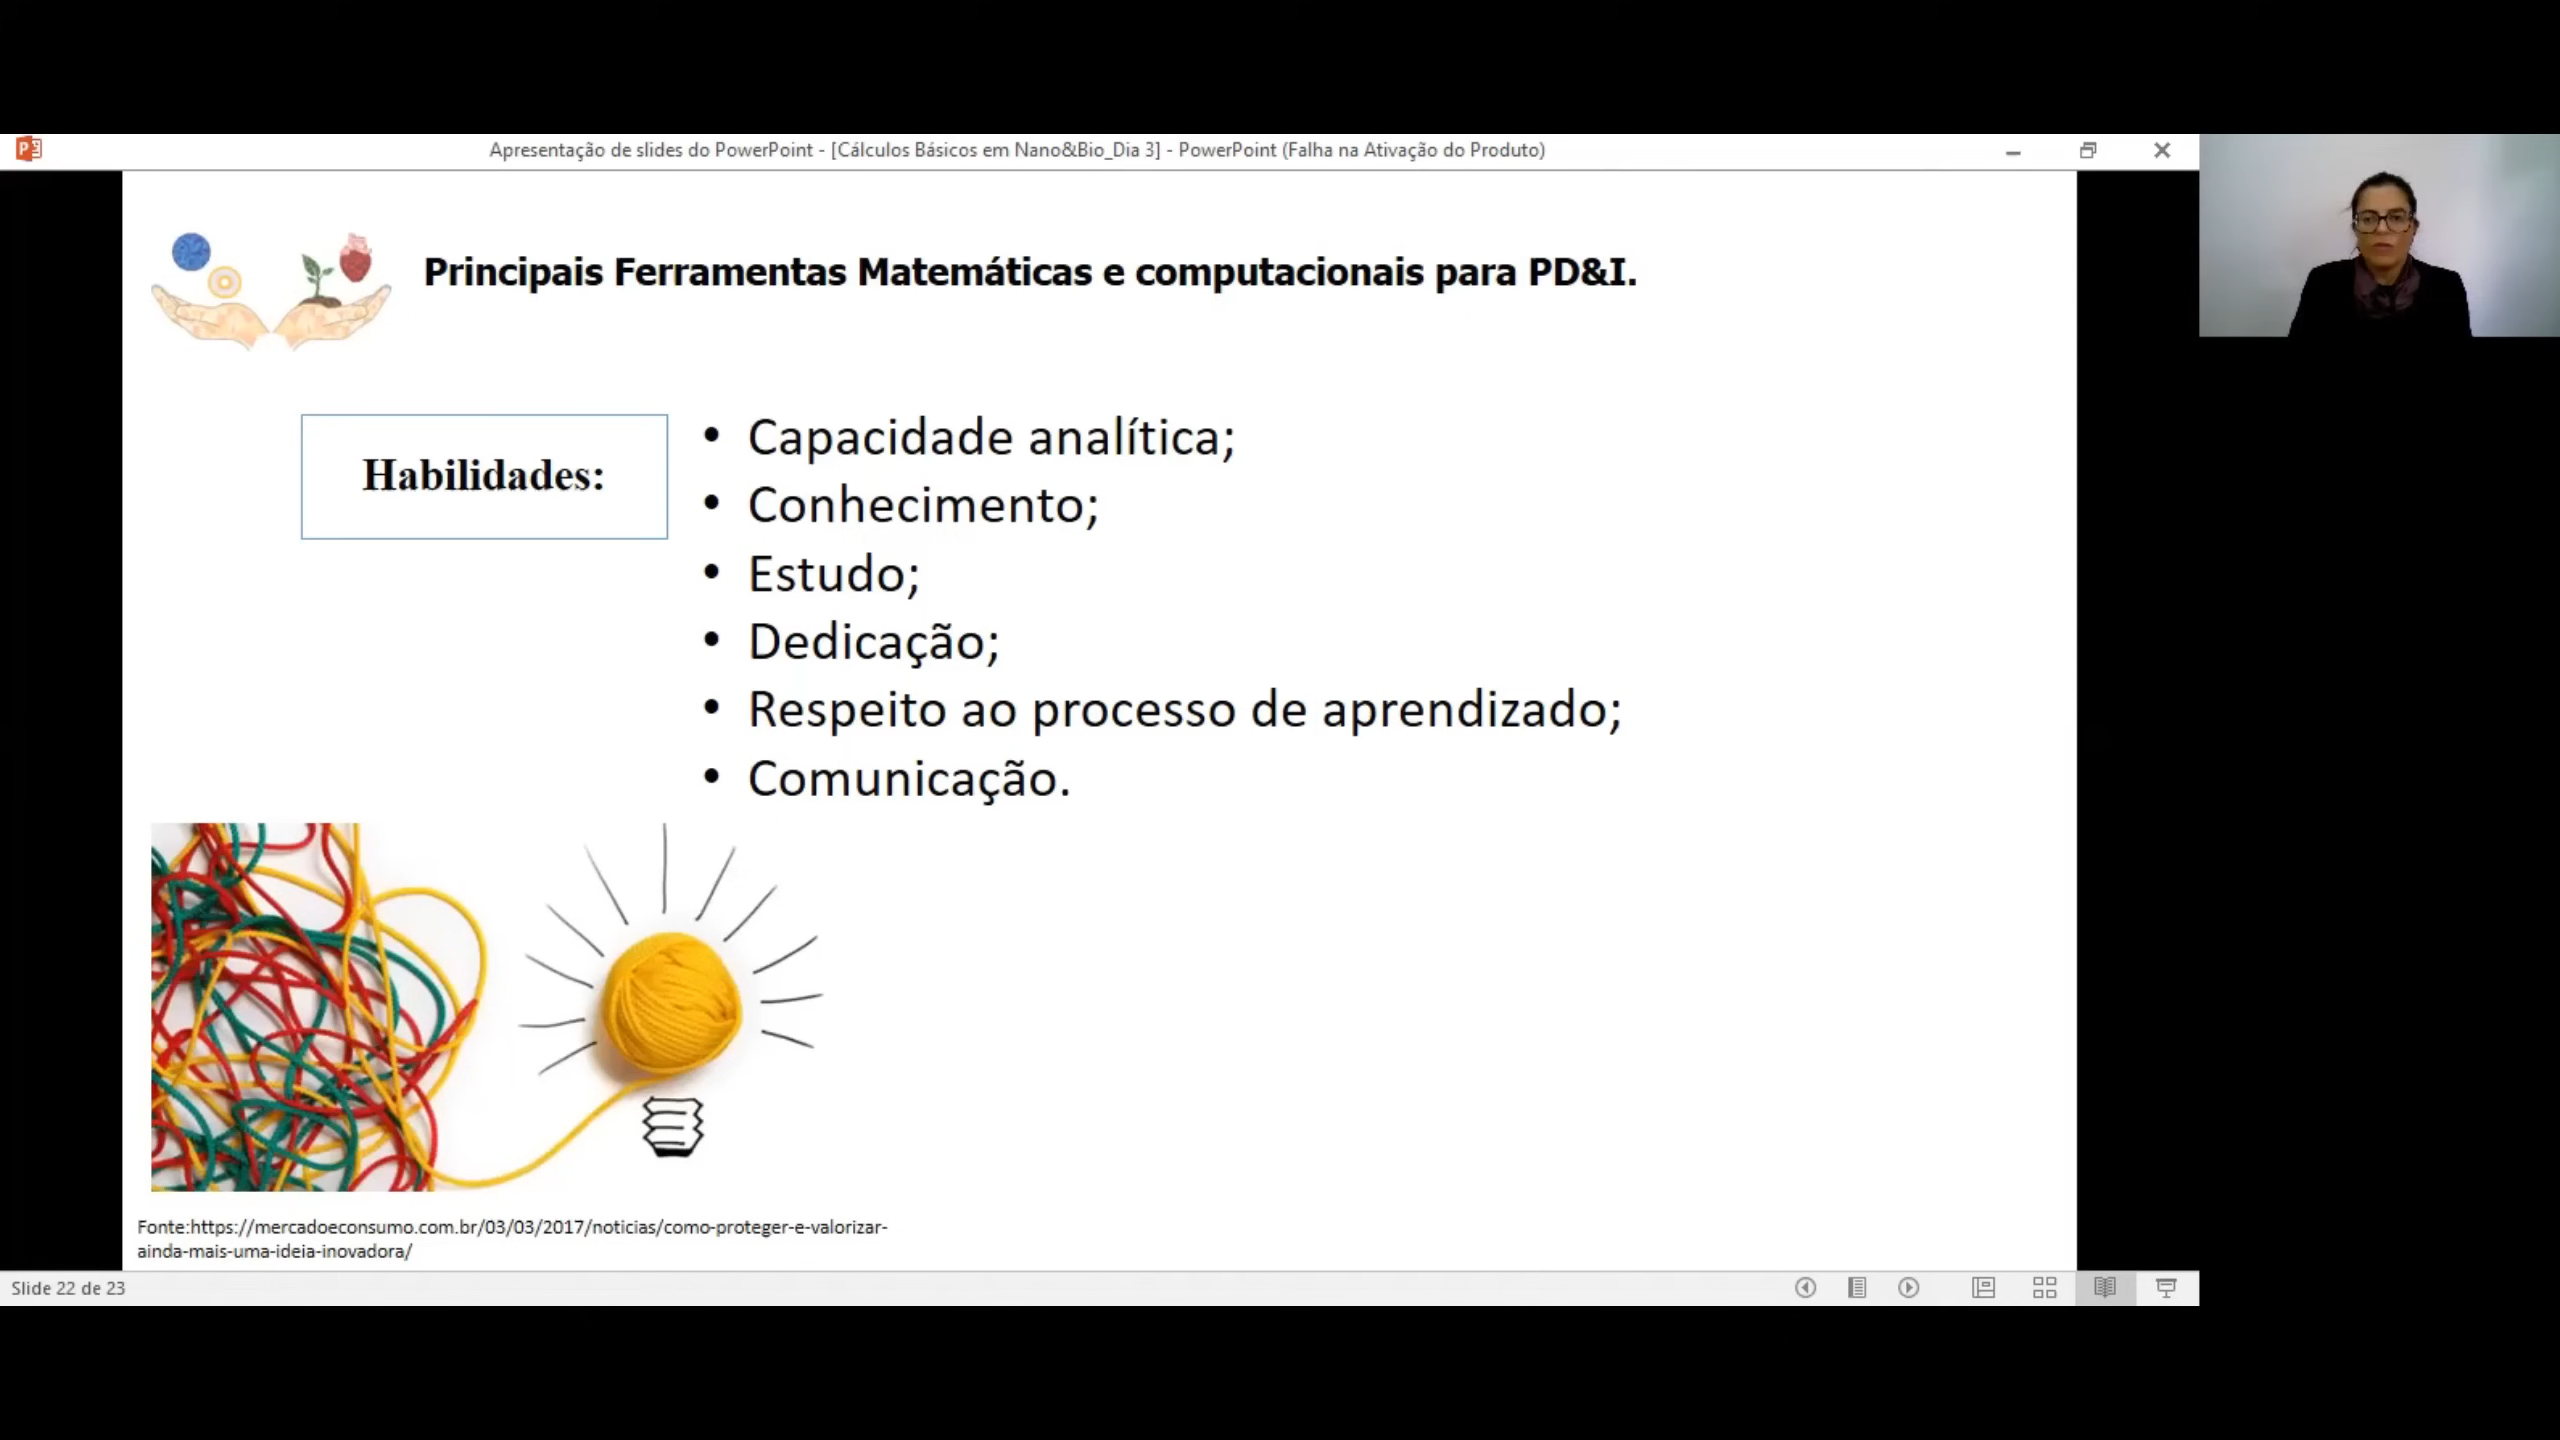 Apresentação de slides do PowerPoint - [Cálculos Básicos em Nano&Bio_Dia 3] - PowerPoint (Falha na Ativação do Produto)
Principais Ferramentas Matemáticas e computacionais para PD&I.
Habilidades:
• Capacidade analítica;
• Conhecimento;
• Estudo;
• Dedicação;
• Respeito ao processo de aprendizado;
• Comunicação.
Fonte:https://mercadoeconsumo.com.br/03/03/2017/noticias/como-proteger-e-valorizar-
ainda-mais-uma-ideia-inovadora/
Slide 22 de 23